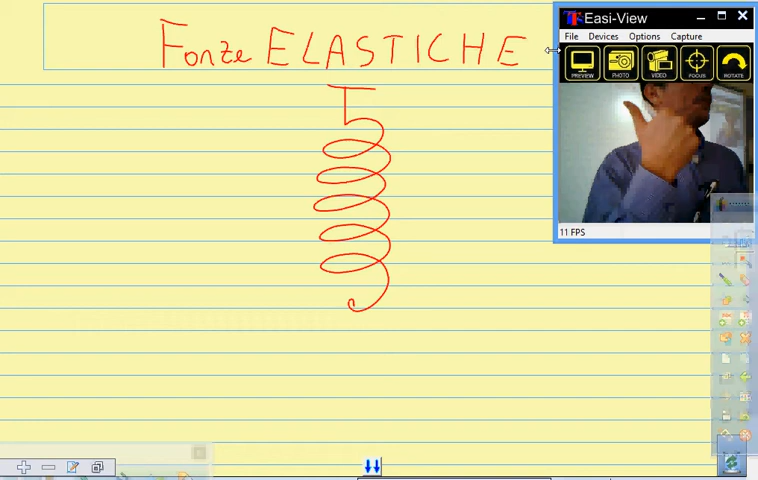 Forze ELASTICHE
Easi-View
File Devices Options Capture
PREVIEW PHOTO VIDEO FOCUS ROTATE
11 FPS